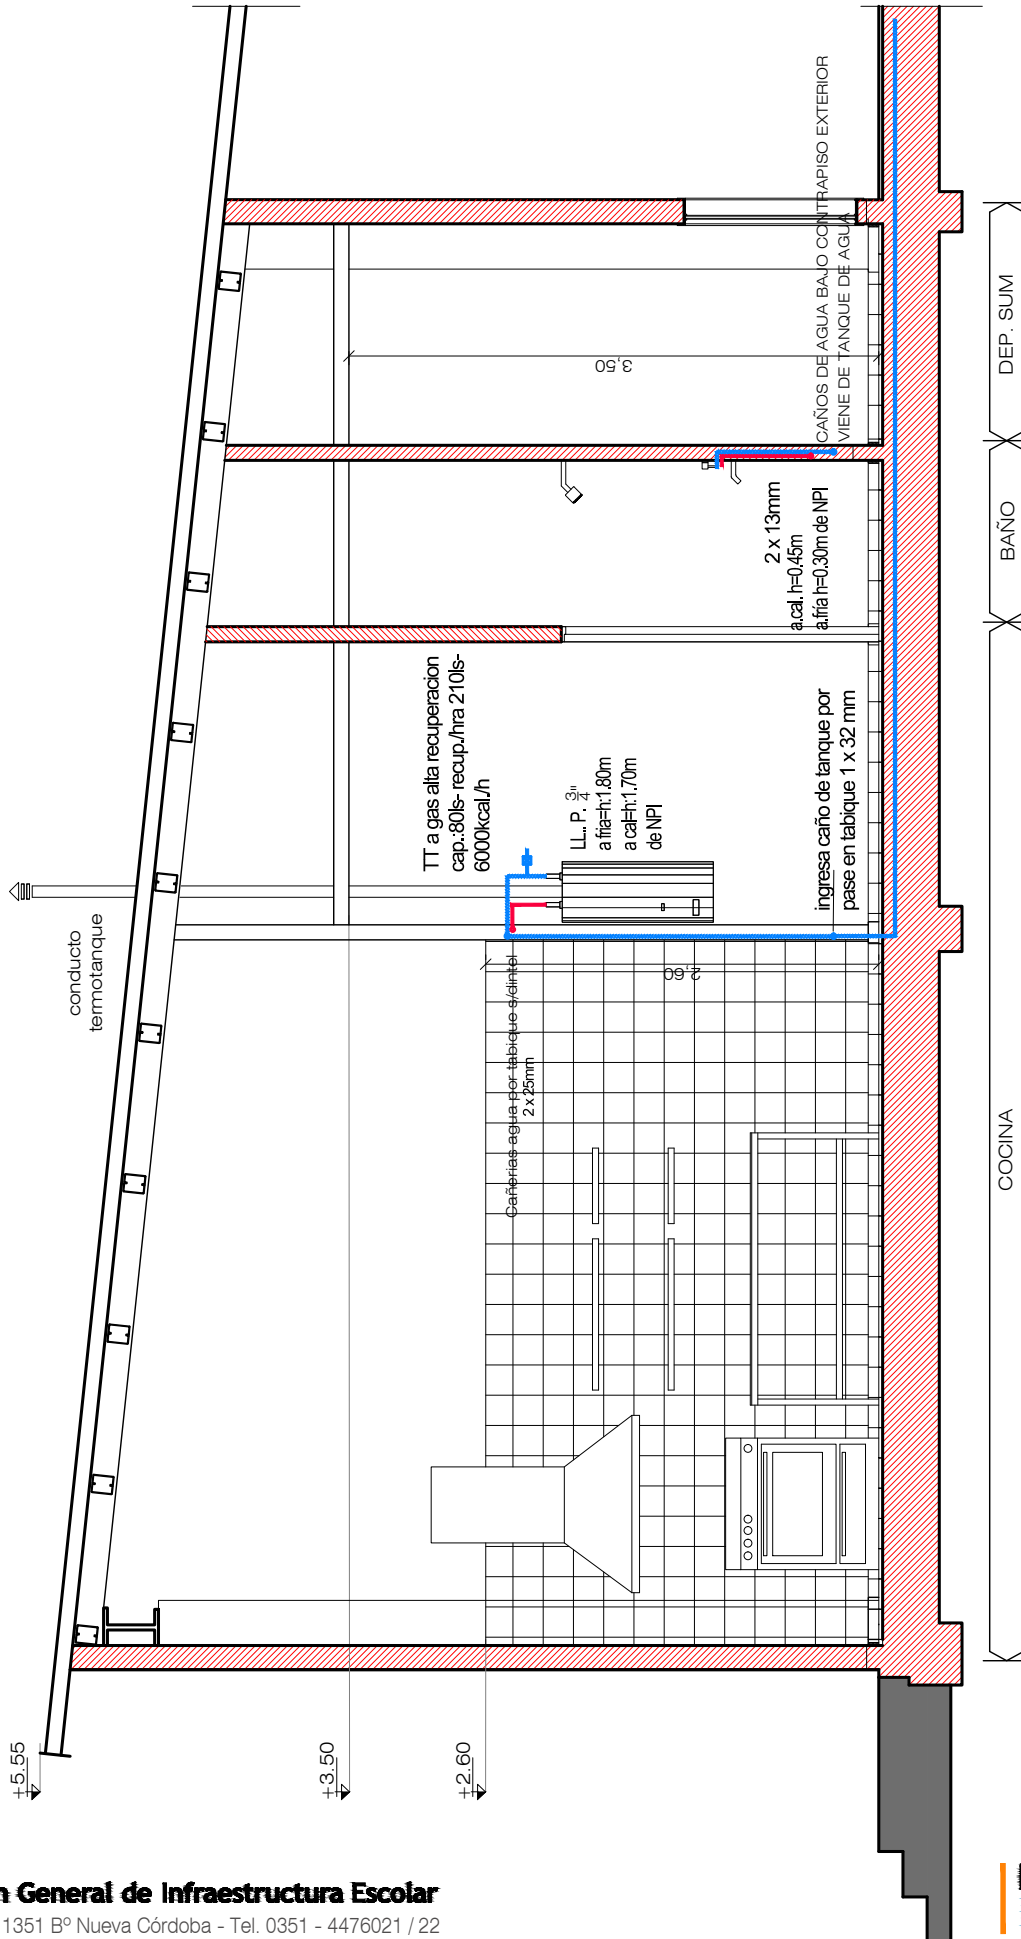 +5.55
+3.50
+2.60
conducto
termotanque
TT a gas alta recuperacion
cap.:80ls- recup./hra 210ls-
6000kcal./h
LL.. P. 3/4"
a fria=h:1.80m
a cal=h:1.70m
de NPI
ingresa caño de tanque por
pase en tabique 1 x 32 mm
Cañerias agua por tabique s/dintel
2 x 25mm
2,60
3,50
2 x 13mm
a.cal. h=0.45m
a.fría h=0.30m de NPI
CAÑOS DE AGUA BAJO CONTRAPISO EXTERIOR
VIENE DE TANQUE DE AGUA
COCINA
BAÑO
DEP. SUM
General de Infraestructura Escolar
1351 Bº Nueva Córdoba - Tel. 0351 - 4476021 / 22